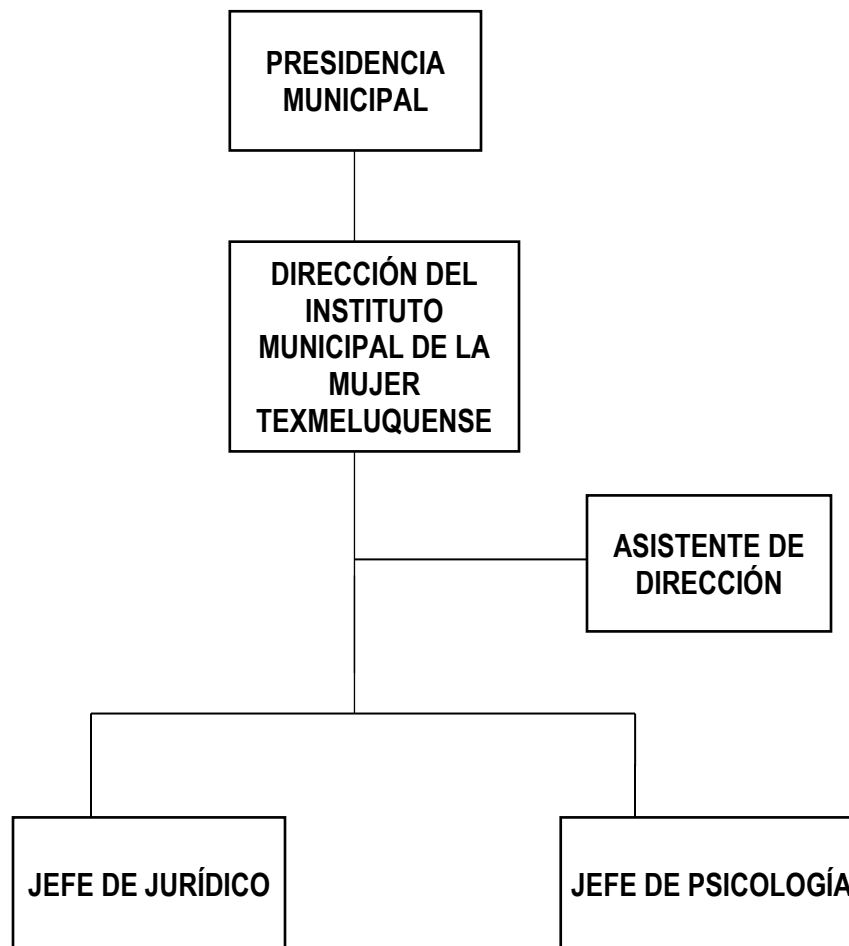 PRESIDENCIA
MUNICIPAL
DIRECCIÓN DEL
INSTITUTO
MUNICIPAL DE LA
MUJER
TEXMELUQUENSE
ASISTENTE DE
DIRECCIÓN
JEFE DE JURÍDICO
JEFE DE PSICOLOGÍA